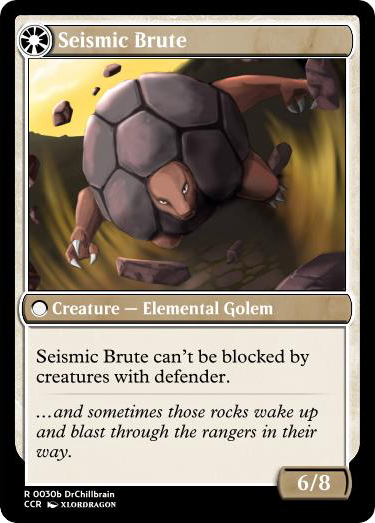 Seismic Brute
Creature — Elemental Golem
Seismic Brute can't be blocked by
creatures with defender.
...and sometimes those rocks wake up
and blast through the rangers in their
way.
6/8
R 0030b DrChillbrain
CCR XLORDRAGON